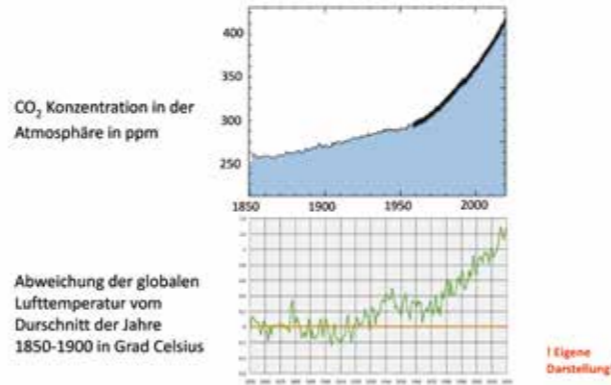 400
350
CO₂ Konzentration in der
Atmosphäre in ppm
300
250
1850 1900 1950 2000
Abweichung der globalen
Lufttemperatur vom
Durschnitt der Jahre
1850-1900 in Grad Celsius
! Eigene
Darstellung